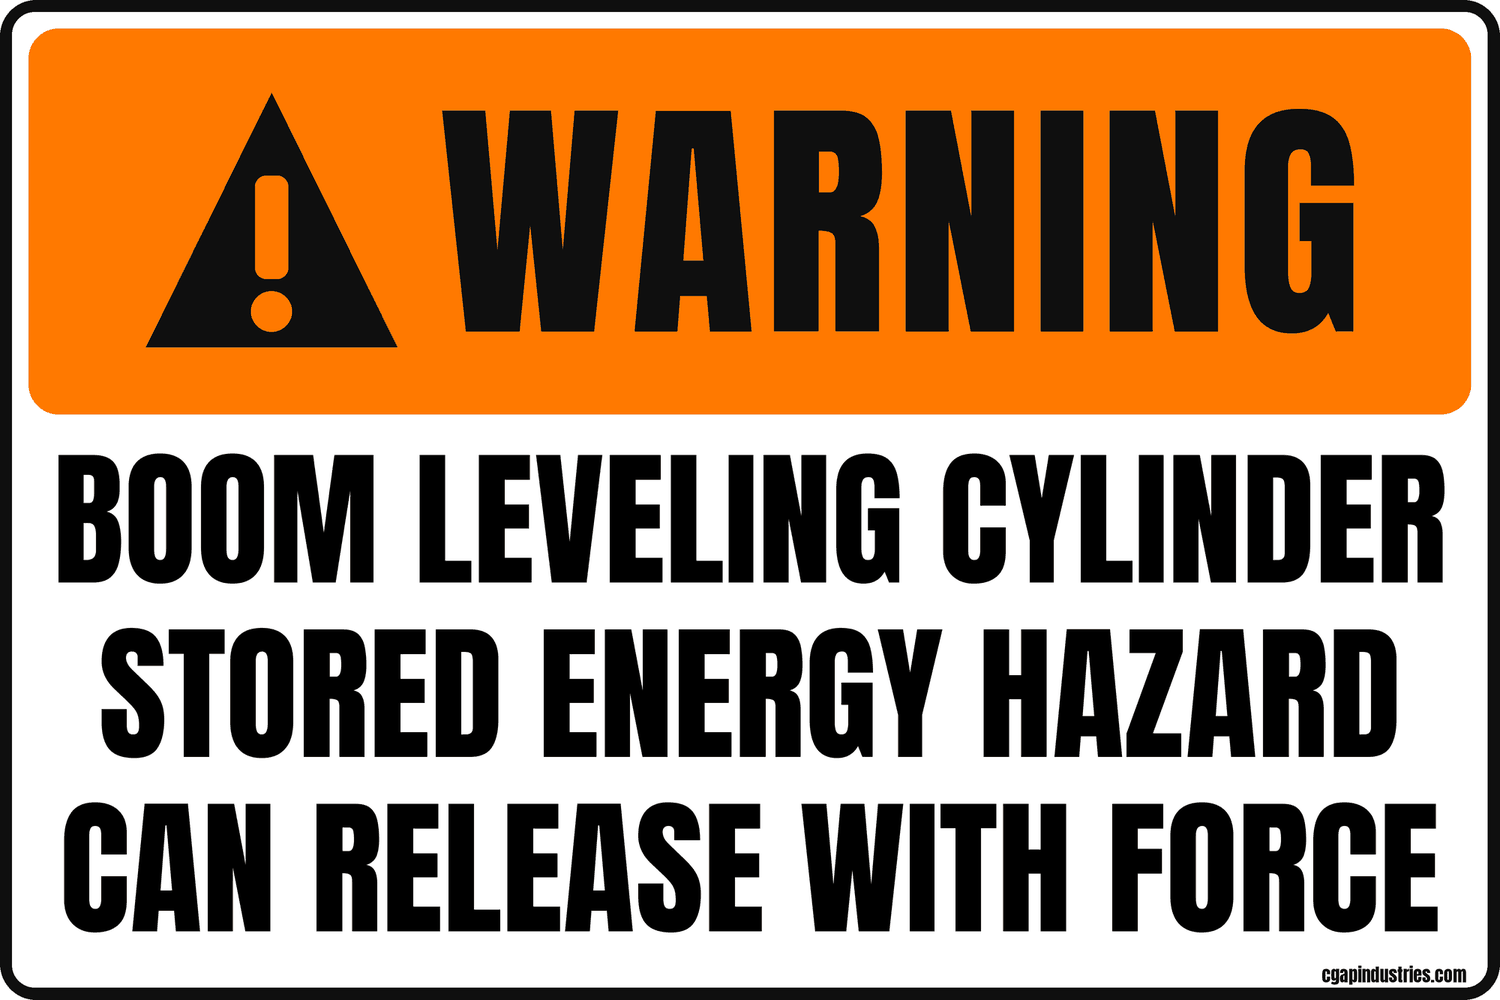 WARNING
BOOM LEVELING CYLINDER
STORED ENERGY HAZARD
CAN RELEASE WITH FORCE
cgapindustries.com